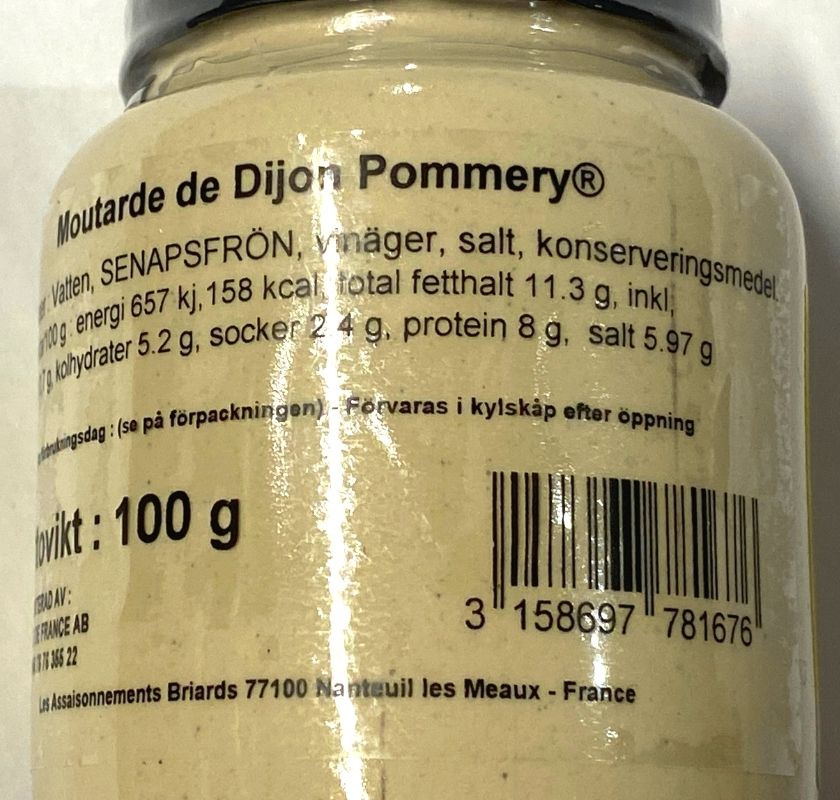 Moutarde de Dijon Pommery®
Vatten, SENAPSFRÖN, vinäger, salt, konserveringsmedel
100 g : energi 657 kj, 158 kcal, total fetthalt 11.3 g, inkl,
g, kolhydrater 5.2 g, socker 2.4 g, protein 8 g, salt 5.97 g
: (se på förpackningen) - Förvaras i kylskåp efter öppning
: 100 g
AV :
FRANCE AB
3 158697 781676
Les Assaisonnements Briards 77100 Nanteuil les Meaux - France